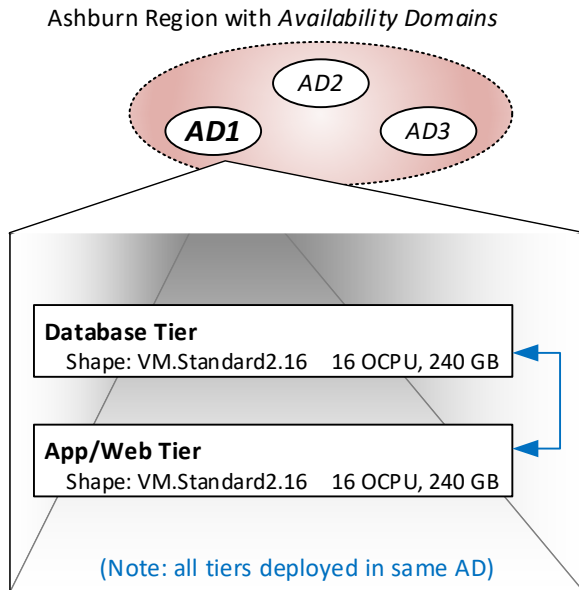 Ashburn Region with Availability Domains
AD2
AD1
AD3
Database Tier
Shape: VM.Standard2.16 16 OCPU, 240 GB
App/Web Tier
Shape: VM.Standard2.16 16 OCPU, 240 GB
(Note: all tiers deployed in same AD)